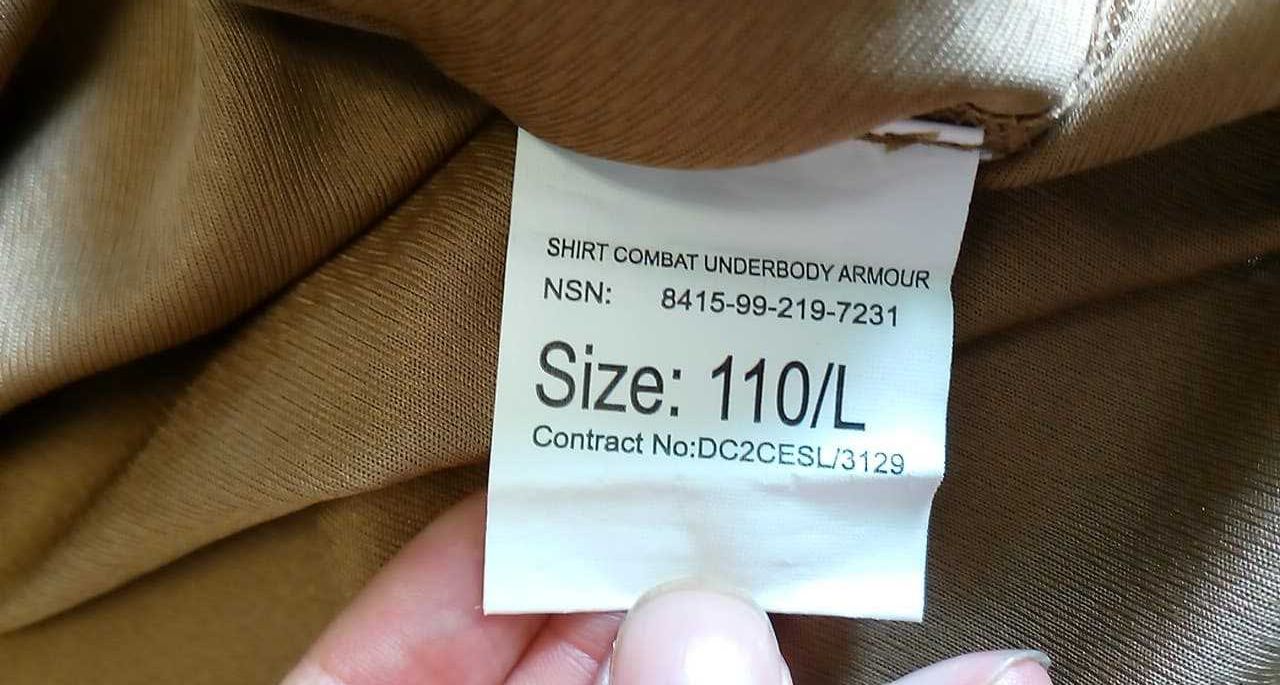 SHIRT COMBAT UNDERBODY ARMOUR
NSN: 8415-99-219-7231
Size: 110/L
Contract No:DC2CESL/3129